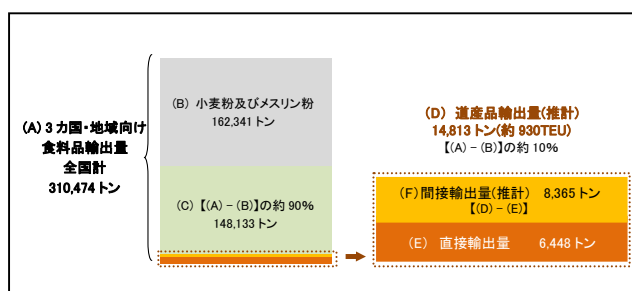 (A) 3 カ国・地域向け
食料品輸出量
全国計
310,474 トン
(B) 小麦粉及びメスリン粉
162,341 トン
(C) 【(A) − (B)】の約 90%
148,133 トン
(D) 道産品輸出量(推計)
14,813 トン(約 930TEU)
【(A) − (B)】の約 10%
(F) 間接輸出量(推計) 8,365 トン
【(D) − (E)】
(E) 直接輸出量 6,448 トン